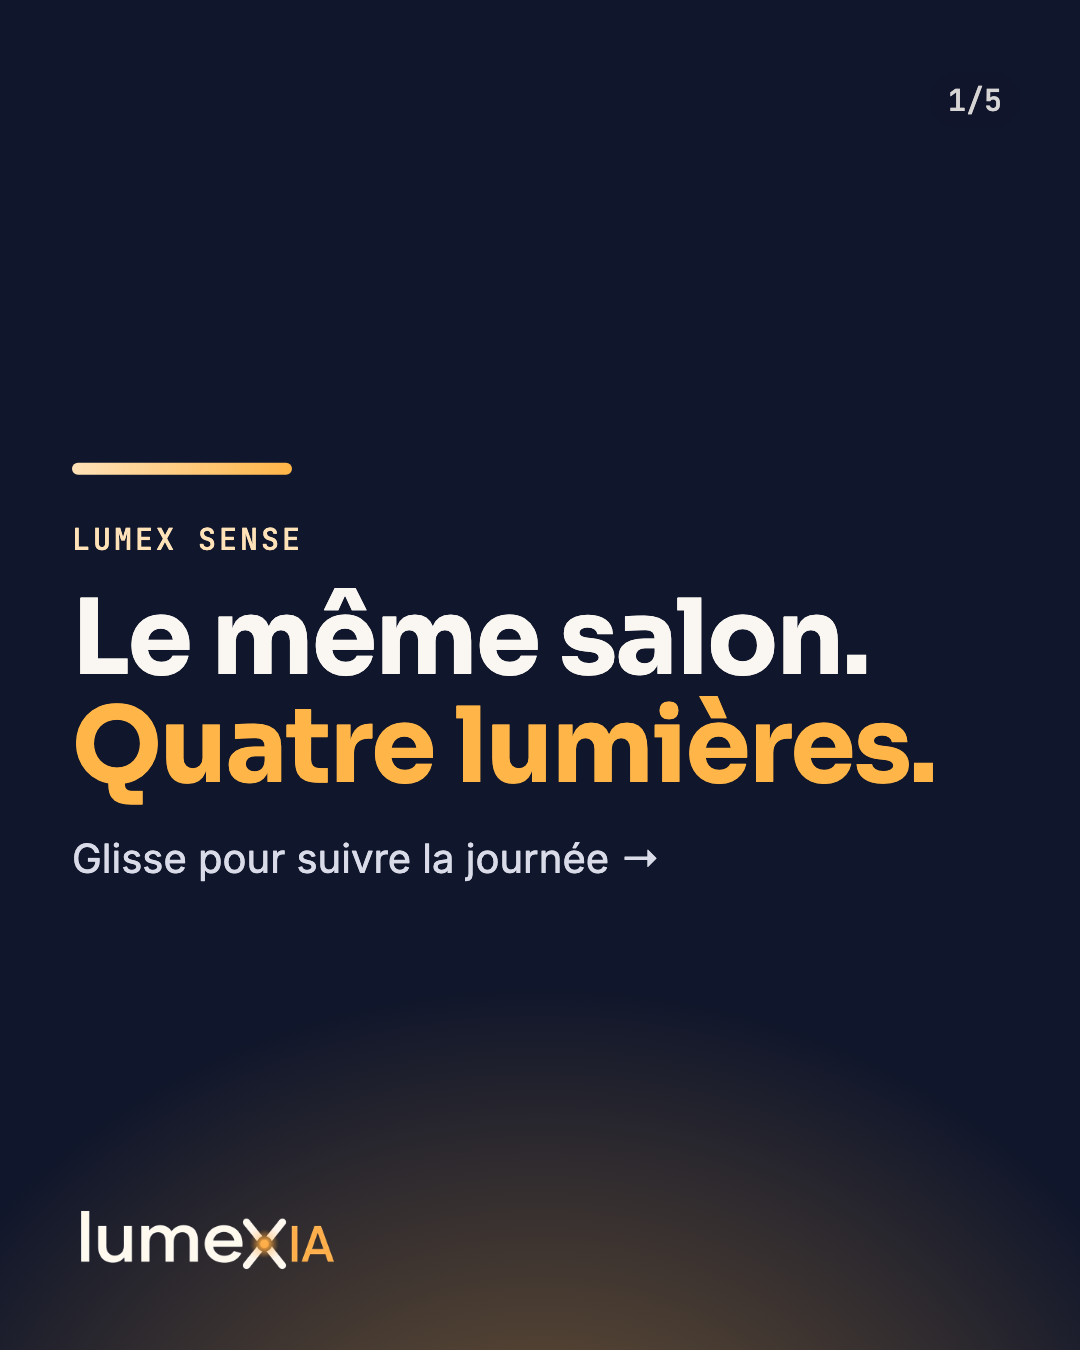 1/5
LUMEX SENSE
Le même salon.
Quatre lumières.
Glisse pour suivre la journée →
lumexIA